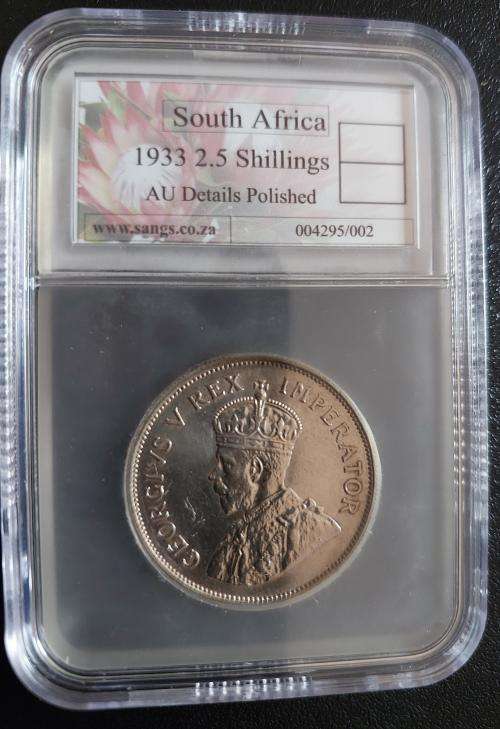 South Africa
1933 2.5 Shillings
AU Details Polished
www.sangs.co.za 004295/002
GEORGIVS V REX IMPERATOR